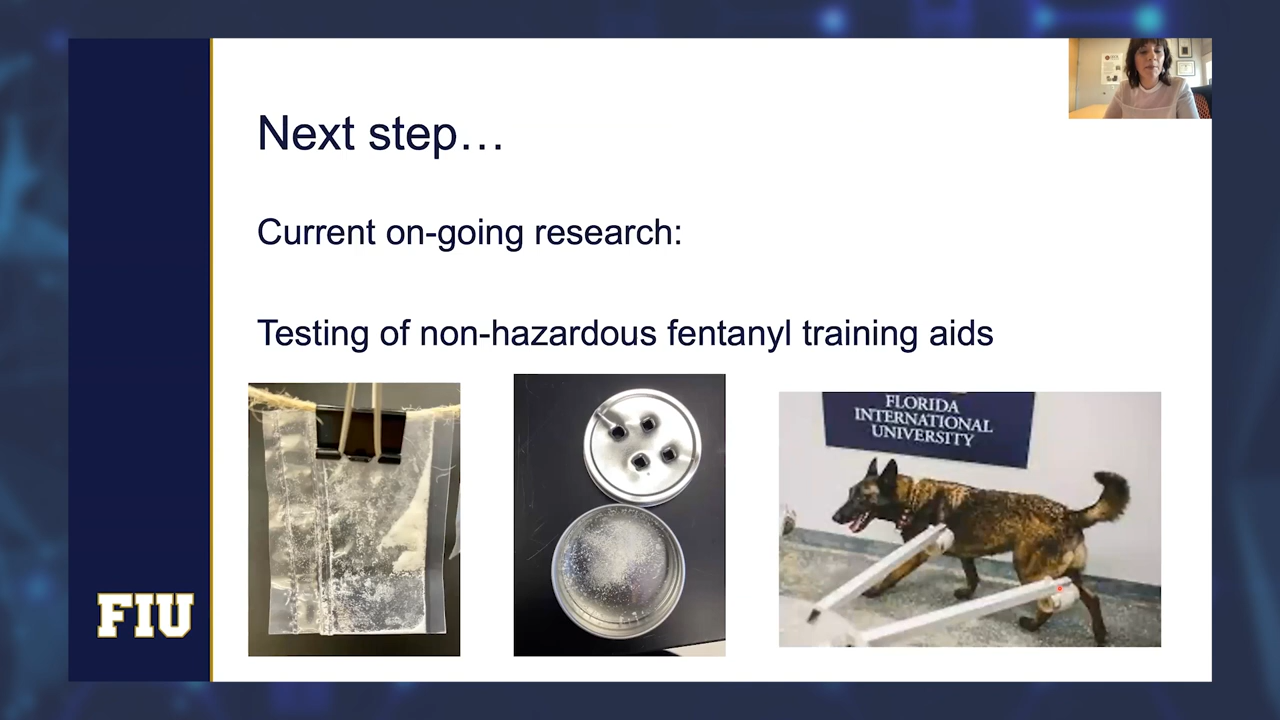 Next step…
Current on-going research:
Testing of non-hazardous fentanyl training aids
FLORIDA
INTERNATIONAL
UNIVERSITY
FIU